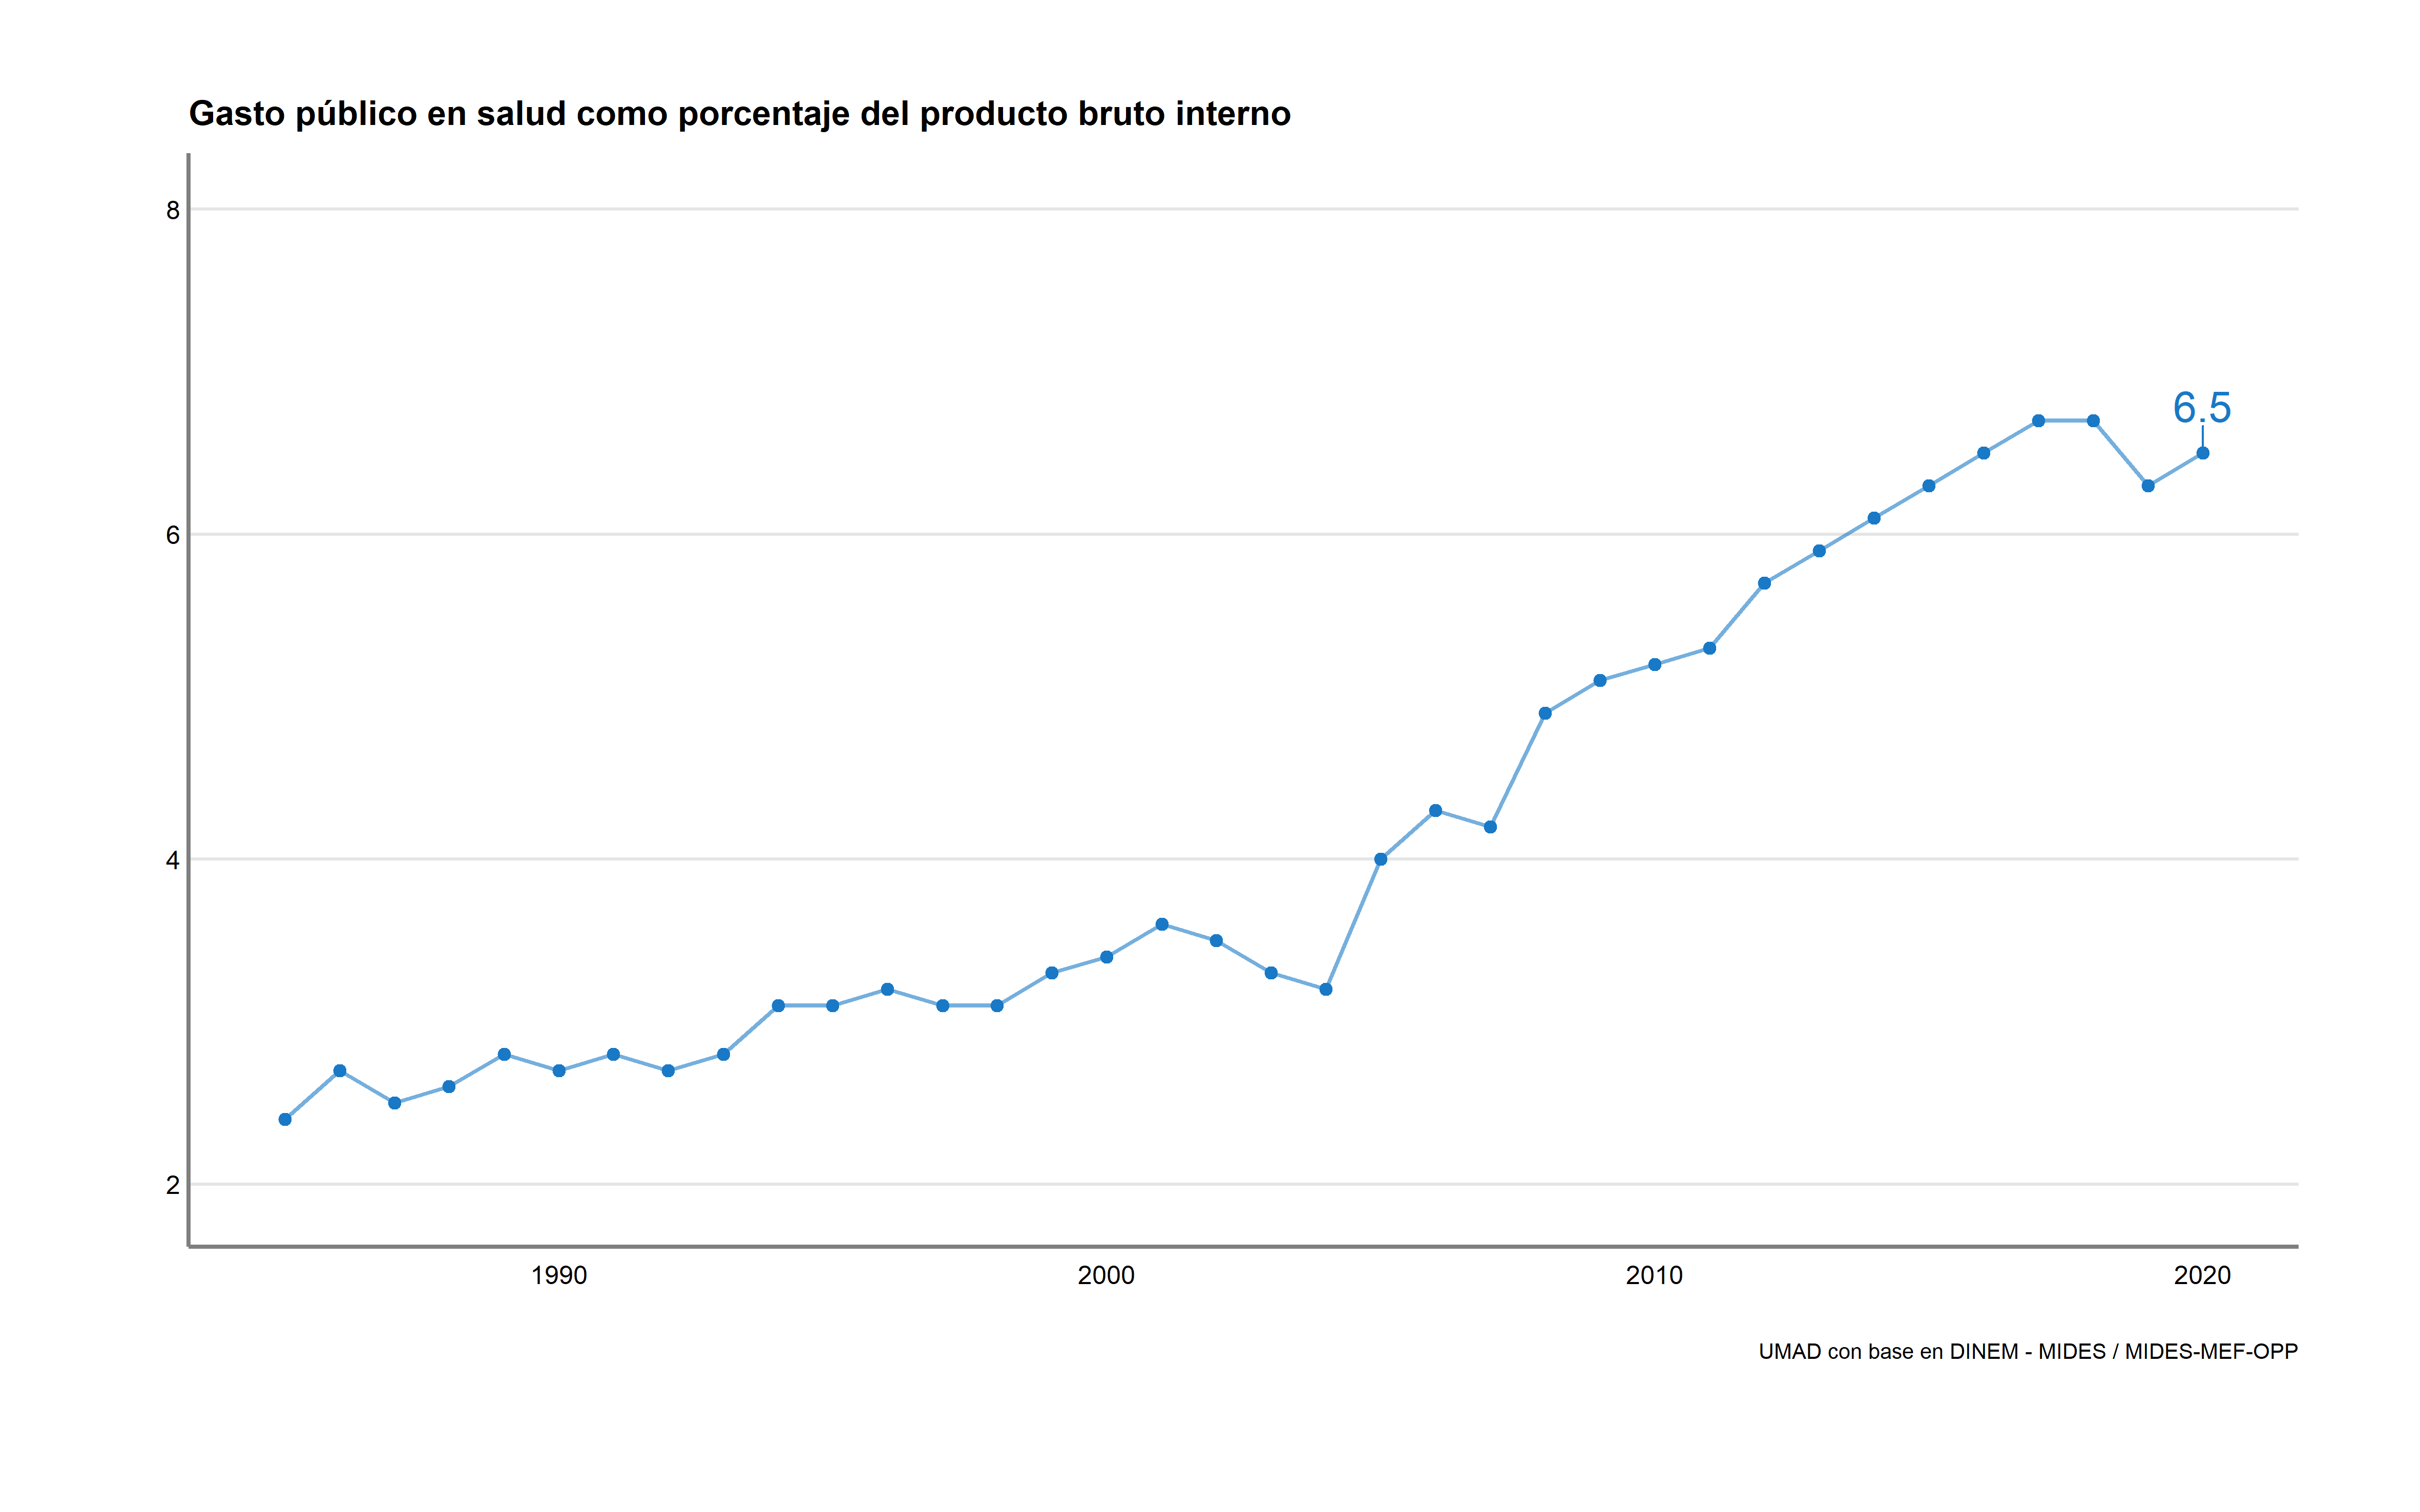 Gasto público en salud como porcentaje del producto bruto interno
8
6.5
6
4
2
1990 2000 2010 2020
UMAD con base en DINEM - MIDES / MIDES-MEF-OPP